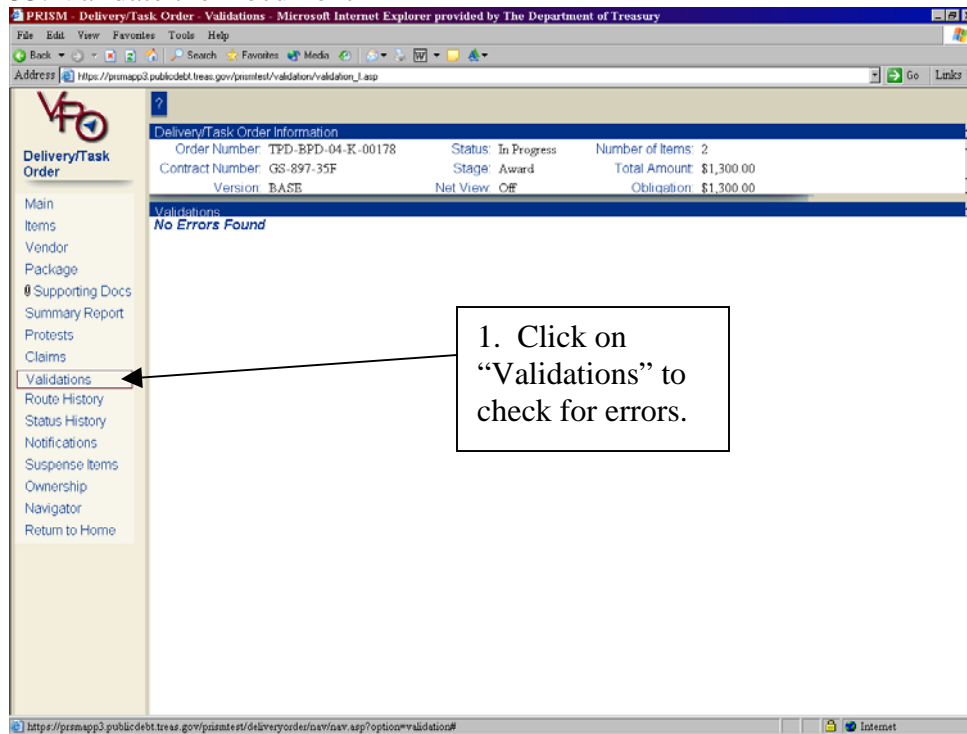 PRISM - Delivery/Task Order - Validations - Microsoft Internet Explorer provided by The Department of Treasury
File Edit View Favorites Tools Help
Back Search Favorites Media
Address https://prsmapp3.publicdebt.treas.gov/prismtest/validation/validation_l.asp Go Links
VPO
?
Delivery/Task Order
Delivery/Task Order Information
Order Number: TPD-BPD-04-K-00178 Status: In Progress Number of Items: 2
Contract Number: GS-897-35F Stage: Award Total Amount: $1,300.00
Version: BASE Net View: Off Obligation: $1,300.00
Validations
No Errors Found
Main
Items
Vendor
Package
Supporting Docs
Summary Report
Protests
Claims
Validations
Route History
Status History
Notifications
Suspense Items
Ownership
Navigator
Return to Home
1. Click on
“Validations” to
check for errors.
https://prsmapp3.publicdebt.treas.gov/prismtest/deliveryorder/nav/nav.asp?option=validation# Internet